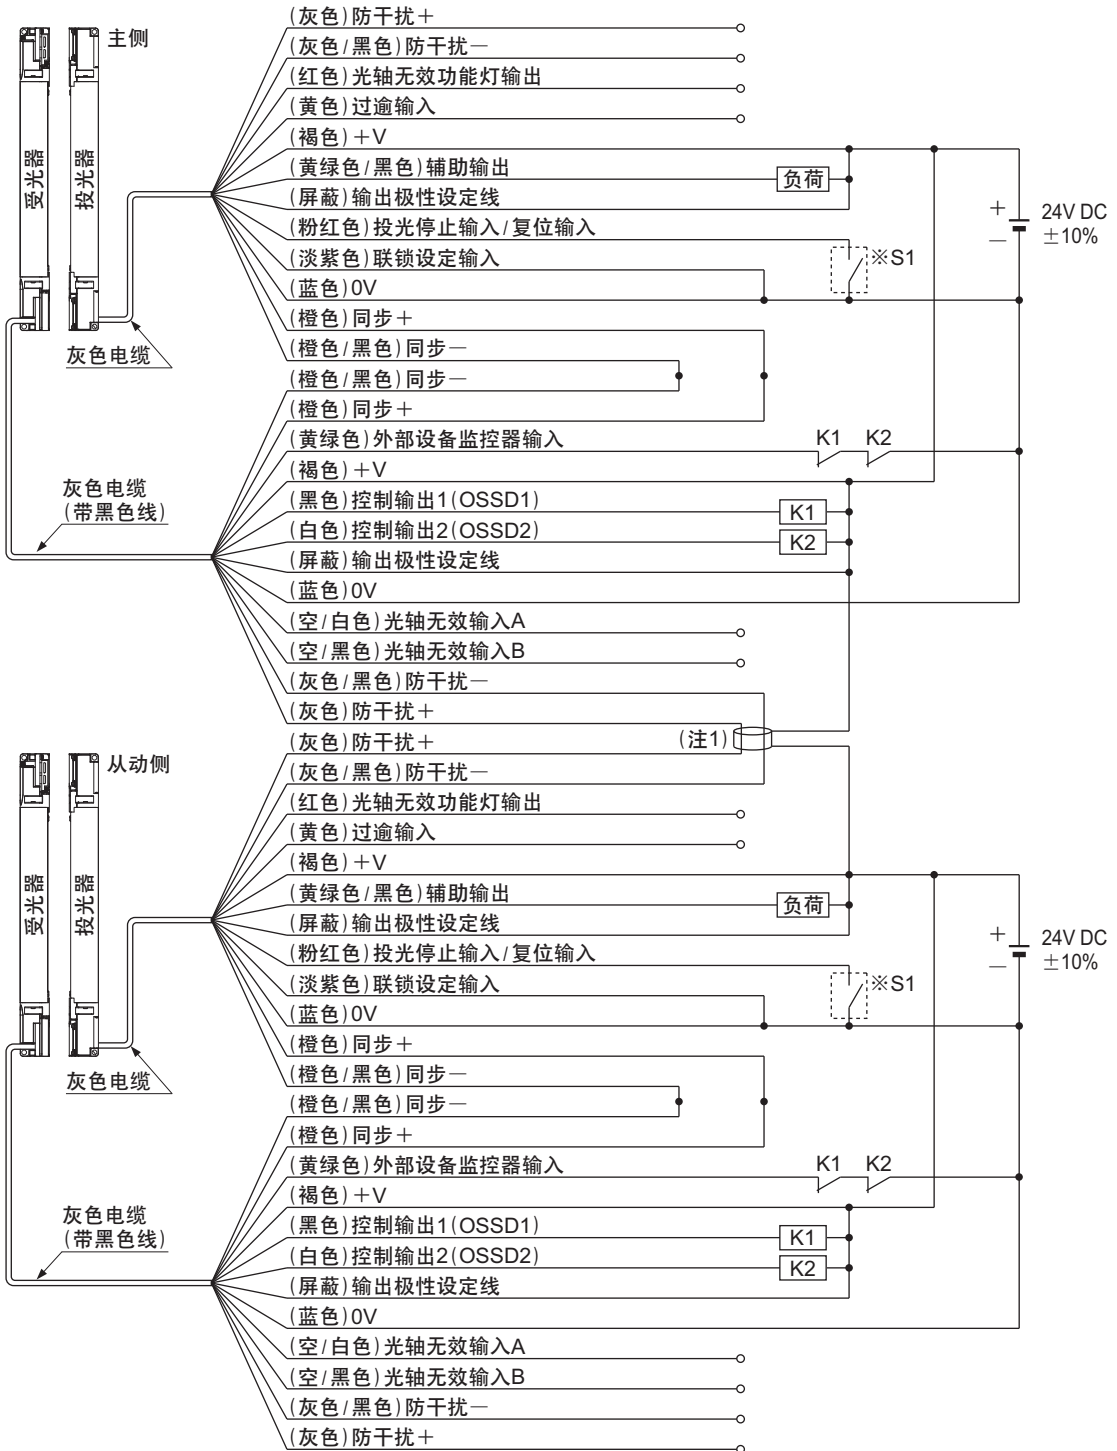 主侧
受光器
投光器
(灰色)防干扰＋
(灰色/黑色)防干扰－
(红色)光轴无效功能灯输出
(黄色)过逾输入
(褐色)＋V
(黄绿色/黑色)辅助输出
负荷
(屏蔽)输出极性设定线
(粉红色)投光停止输入/复位输入
※S1
＋
－
24V DC
±10%
(淡紫色)联锁设定输入
(蓝色)0V
(橙色)同步＋
(橙色/黑色)同步－
灰色电缆
(橙色/黑色)同步－
(橙色)同步＋
(黄绿色)外部设备监控器输入
K1 K2
(褐色)＋V
灰色电缆
(带黑色线)
(黑色)控制输出1(OSSD1)
K1
(白色)控制输出2(OSSD2)
K2
(屏蔽)输出极性设定线
(蓝色)0V
(空/白色)光轴无效输入A
(空/黑色)光轴无效输入B
(灰色/黑色)防干扰－
(灰色)防干扰＋
(注1)
从动侧
受光器
投光器
(灰色)防干扰＋
(灰色/黑色)防干扰－
(红色)光轴无效功能灯输出
(黄色)过逾输入
(褐色)＋V
(黄绿色/黑色)辅助输出
负荷
(屏蔽)输出极性设定线
(粉红色)投光停止输入/复位输入
※S1
＋
－
24V DC
±10%
(淡紫色)联锁设定输入
(蓝色)0V
(橙色)同步＋
(橙色/黑色)同步－
灰色电缆
(橙色/黑色)同步－
(橙色)同步＋
(黄绿色)外部设备监控器输入
K1 K2
(褐色)＋V
灰色电缆
(带黑色线)
(黑色)控制输出1(OSSD1)
K1
(白色)控制输出2(OSSD2)
K2
(屏蔽)输出极性设定线
(蓝色)0V
(空/白色)光轴无效输入A
(空/黑色)光轴无效输入B
(灰色/黑色)防干扰－
(灰色)防干扰＋